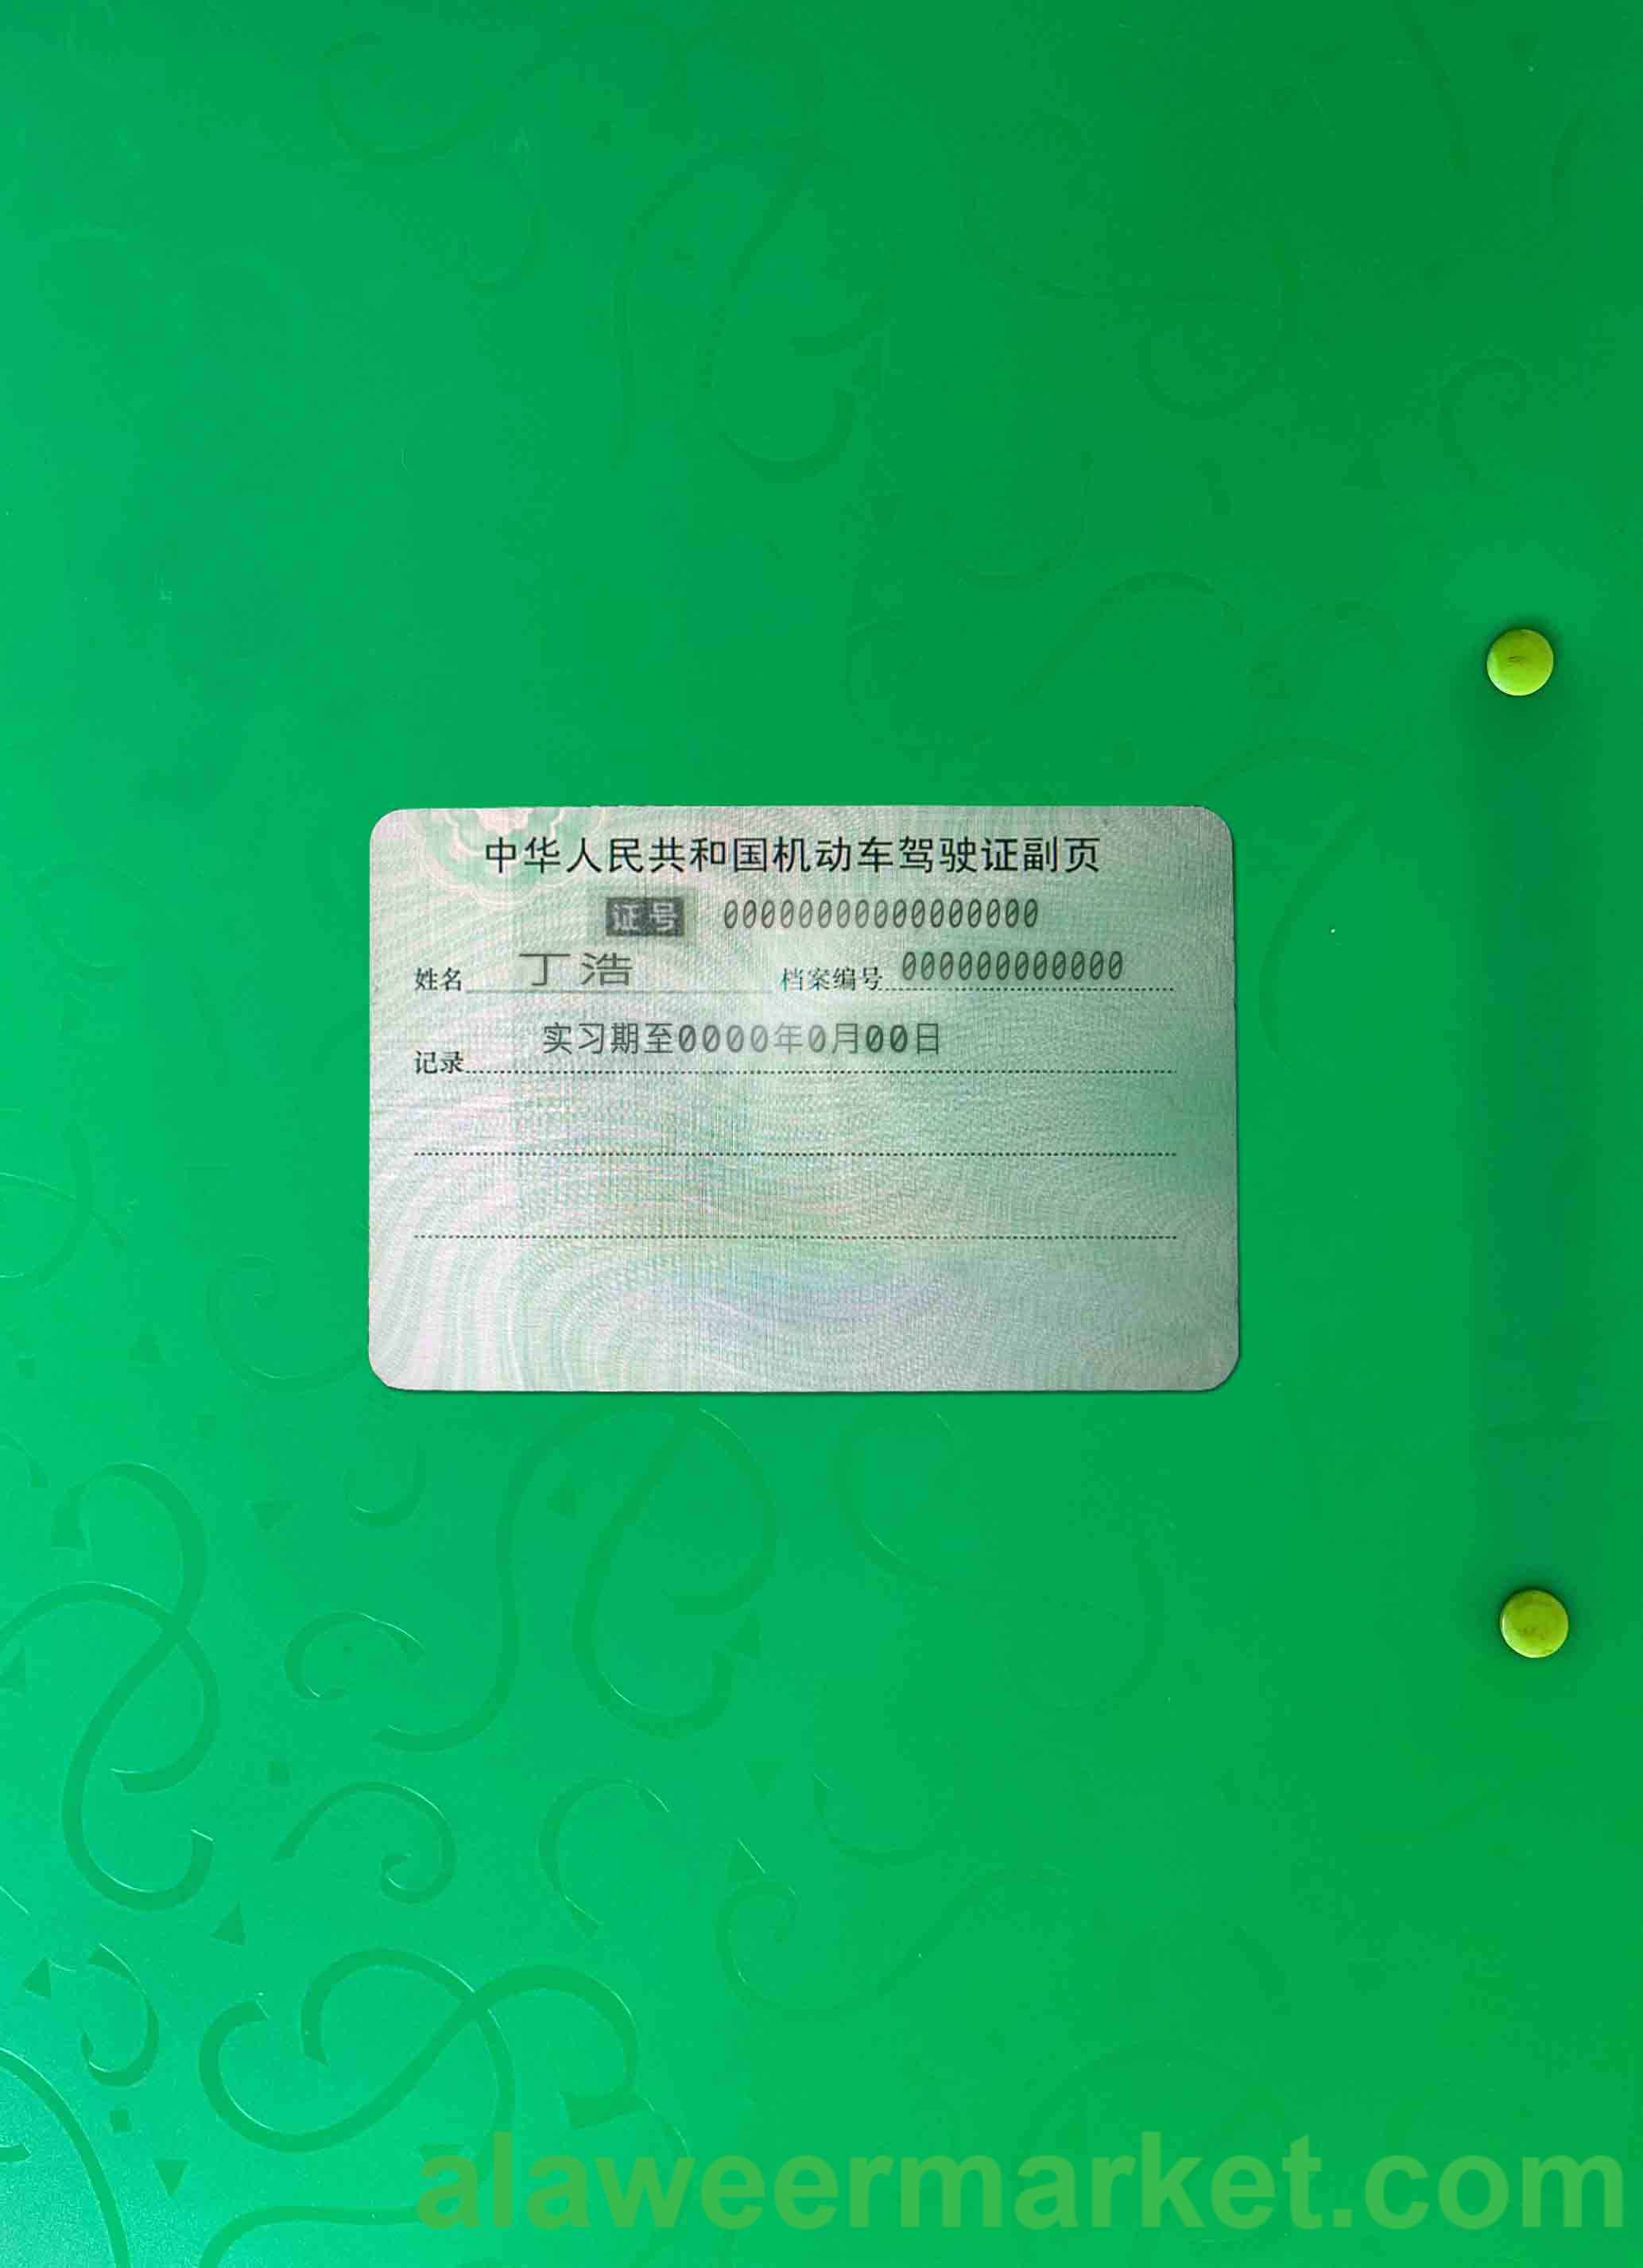 中华人民共和国机动车驾驶证副页
证号 00000000000000000
姓名 丁浩 档案编号 000000000000
实习期至0000年0月00日
记录
alaweermarket.com